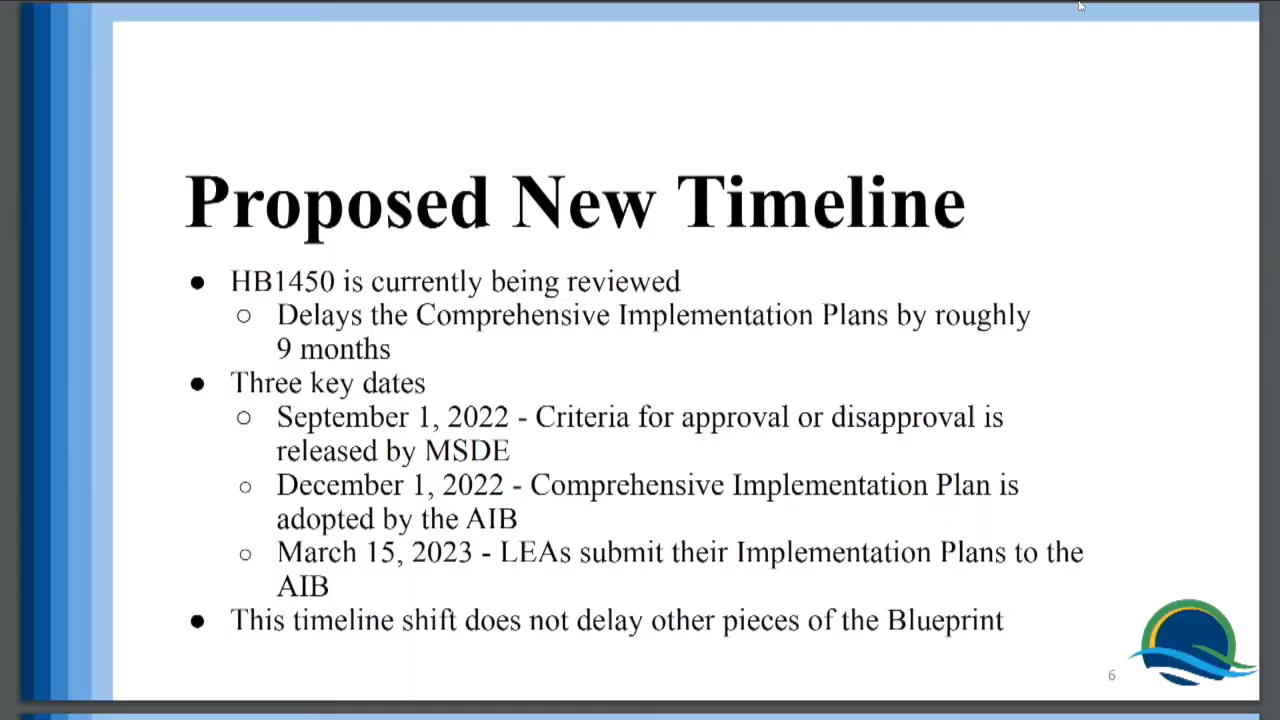 Proposed New Timeline
● HB1450 is currently being reviewed
○ Delays the Comprehensive Implementation Plans by roughly
9 months
● Three key dates
○ September 1, 2022 - Criteria for approval or disapproval is
released by MSDE
○ December 1, 2022 - Comprehensive Implementation Plan is
adopted by the AIB
○ March 15, 2023 - LEAs submit their Implementation Plans to the
AIB
● This timeline shift does not delay other pieces of the Blueprint
6